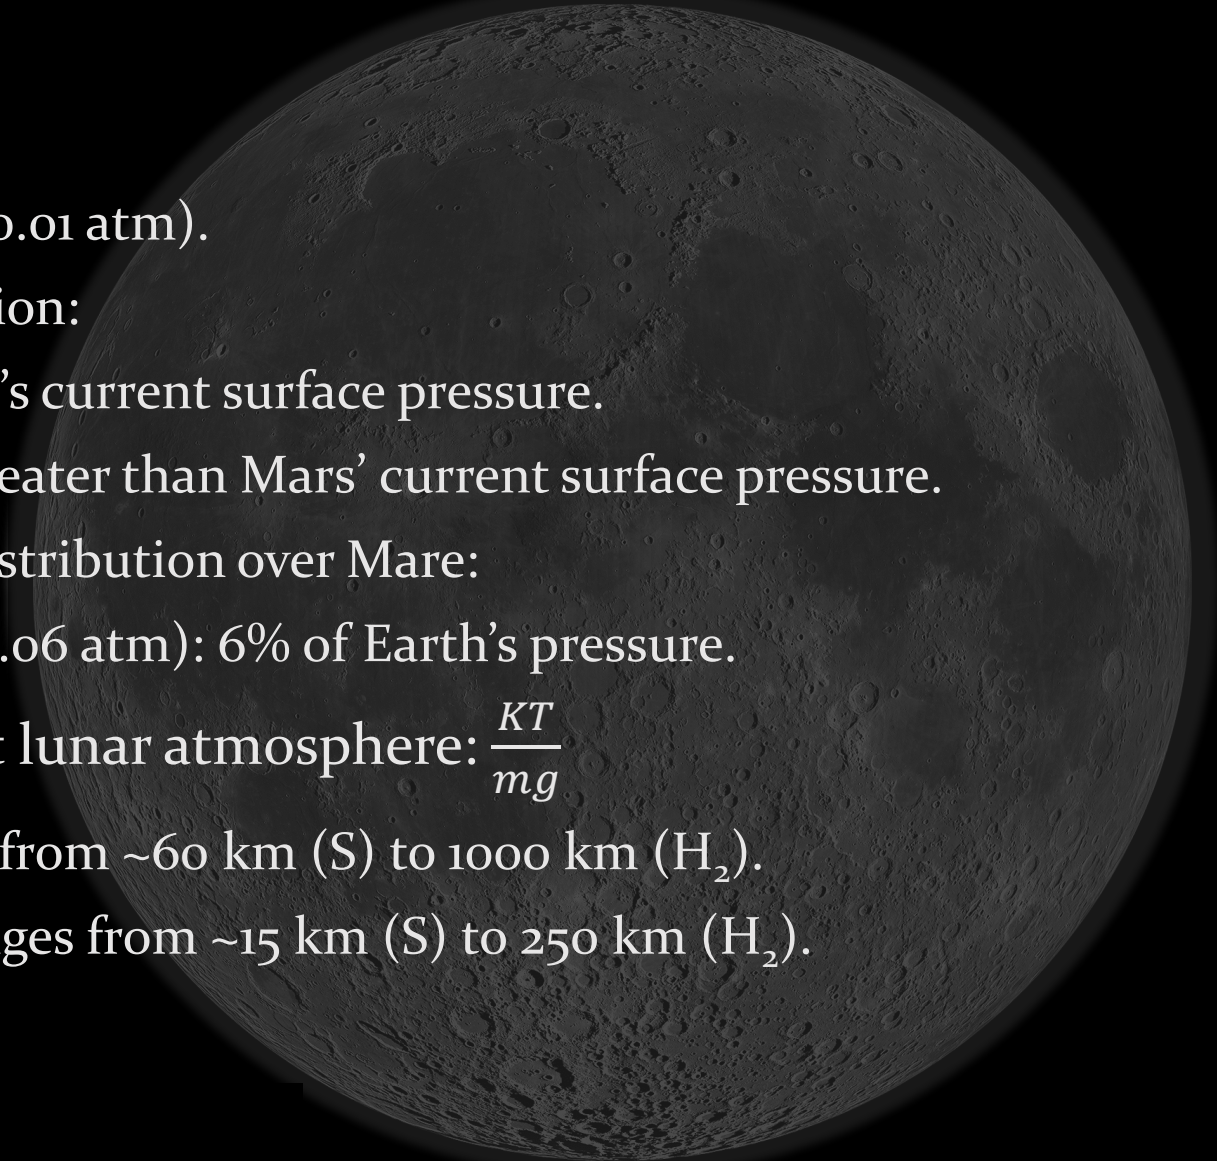 0.01 atm).
ion:
's current surface pressure.
eater than Mars' current surface pressure.
stribution over Mare:
.06 atm): 6% of Earth's pressure.
t lunar atmosphere: KT/mg
from ~60 km (S) to 1000 km (H₂).
ges from ~15 km (S) to 250 km (H₂).